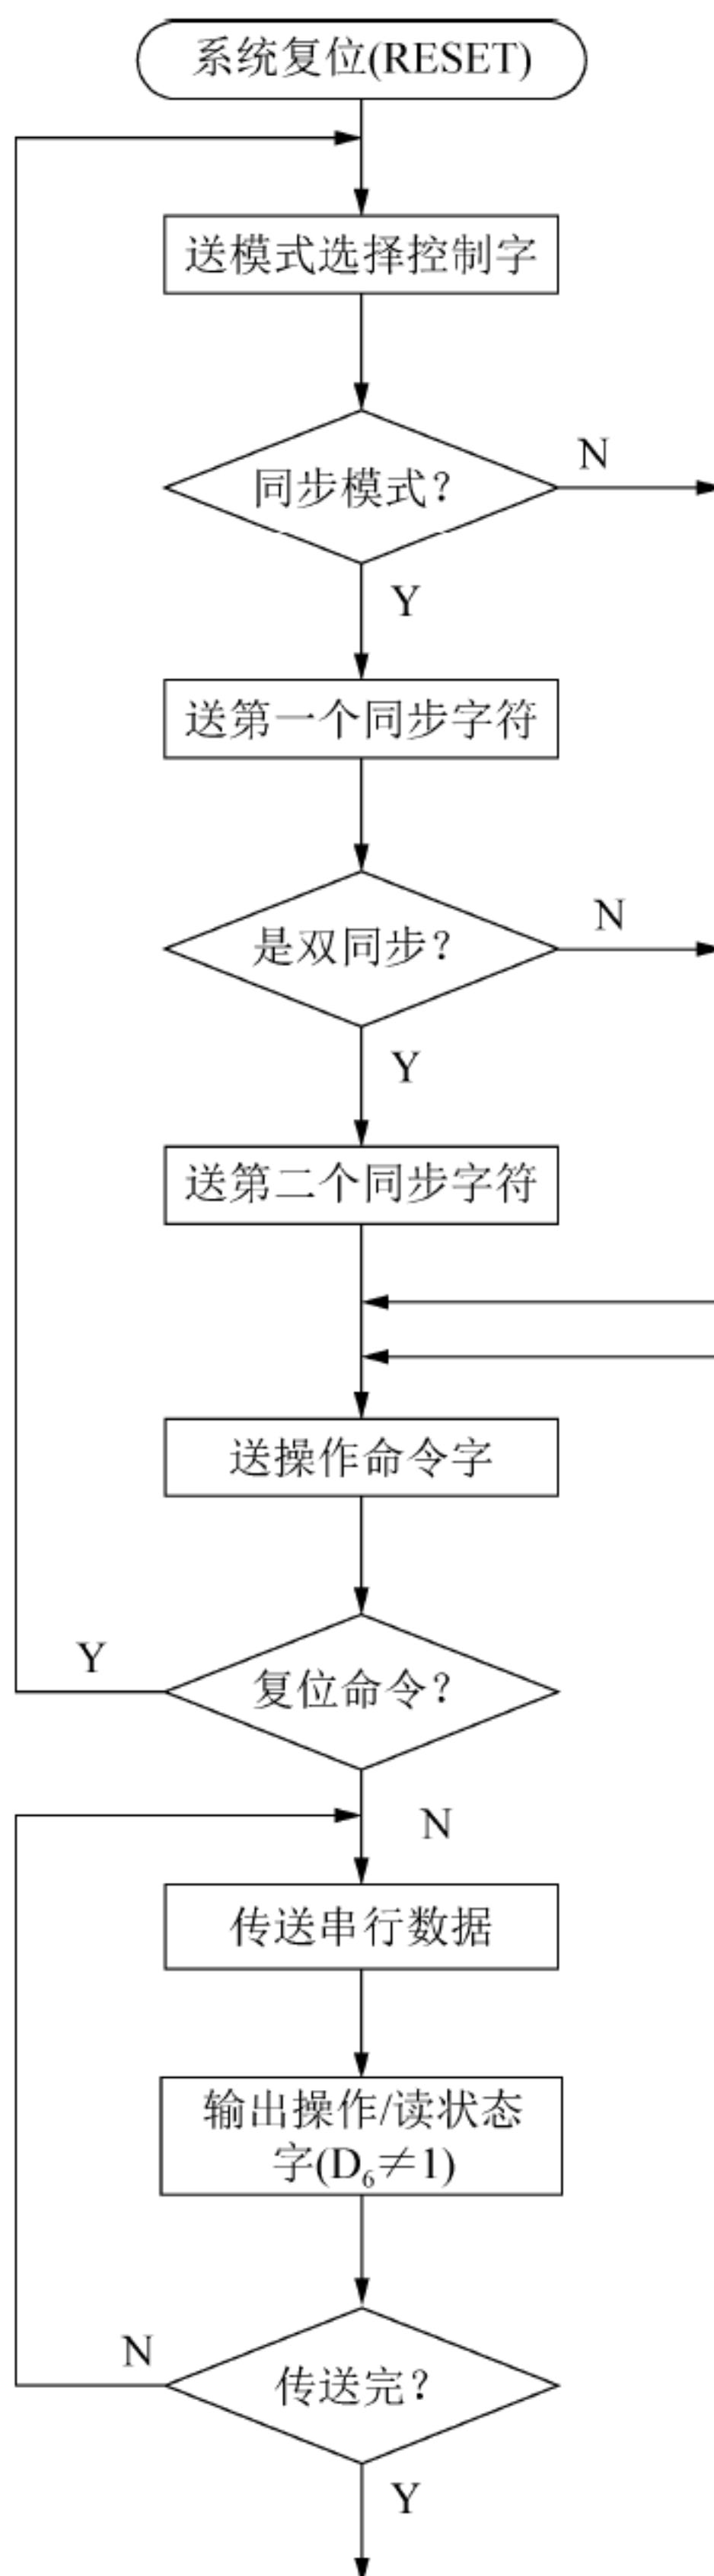 系统复位(RESET)
送模式选择控制字
同步模式?
N
Y
送第一个同步字符
是双同步?
N
Y
送第二个同步字符
送操作命令字
复位命令?
Y
N
传送串行数据
输出操作/读状态
字(D₆≠1)
传送完?
N
Y